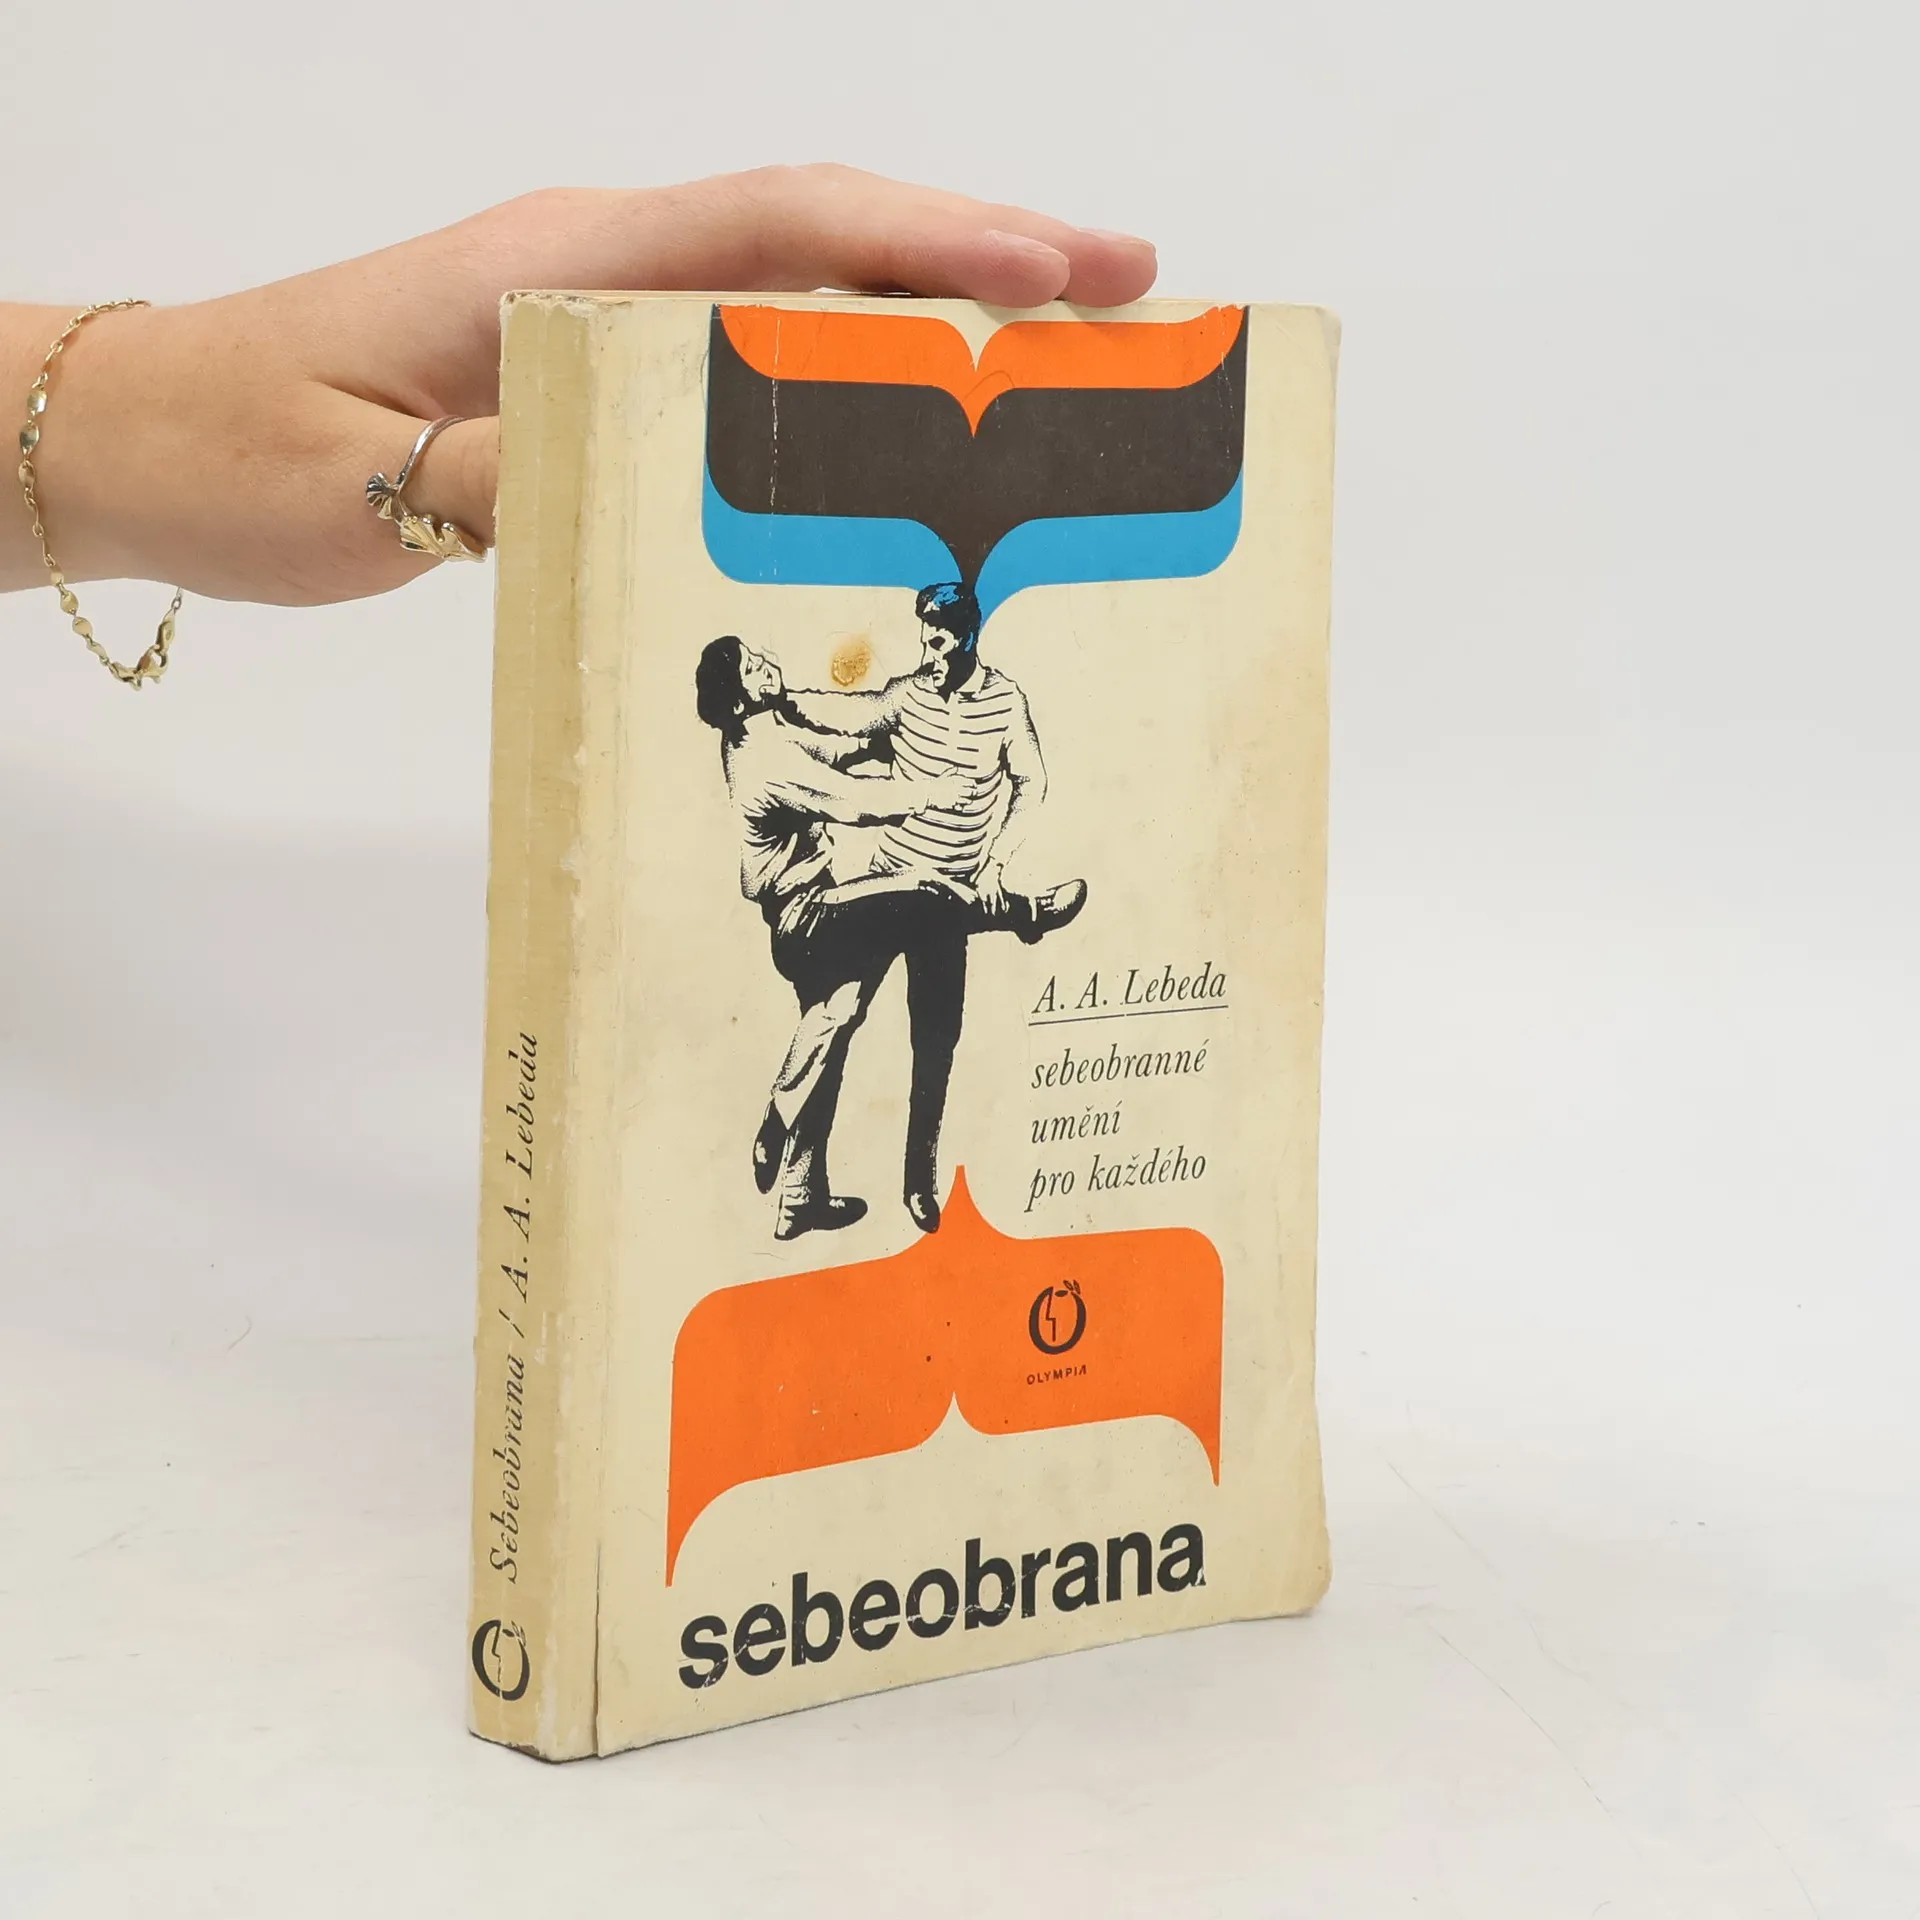 A. A. Lebeda
sebeobranné
umění
pro každého
OLYMPIA
sebeobrana
Sebeobrana / A. A. Lebeda